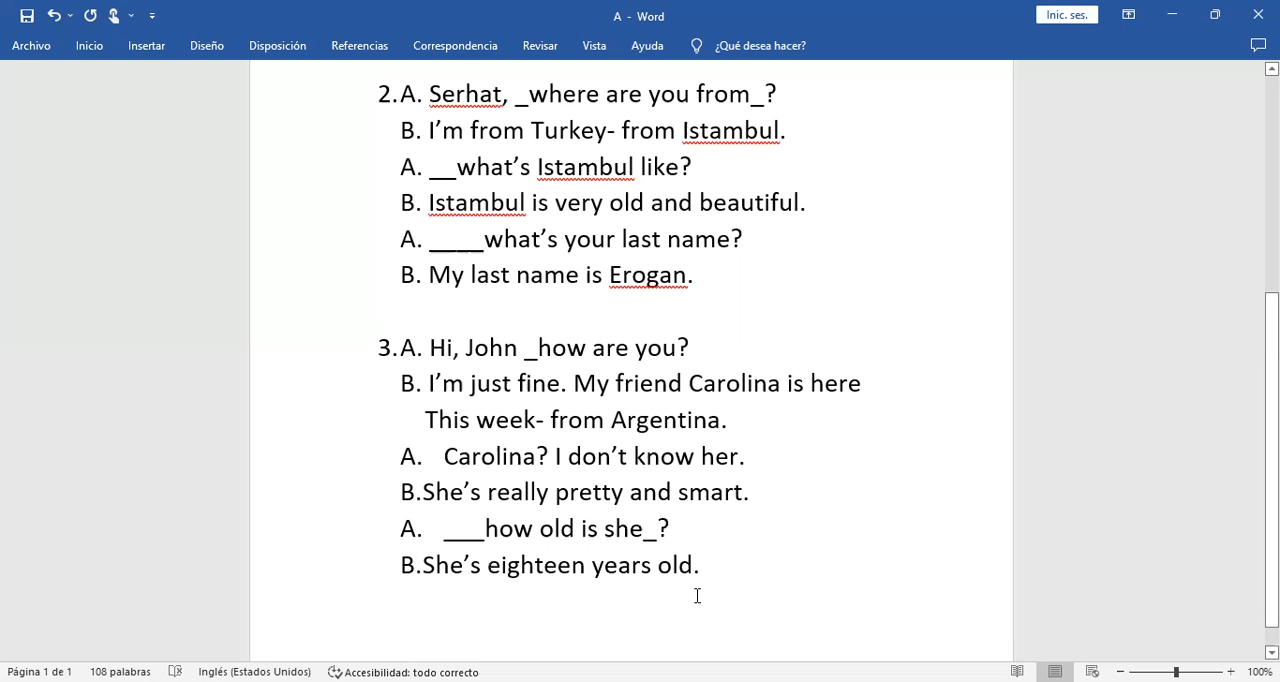 A - Word
Inic. ses.
Archivo Inicio Insertar Diseño Disposición Referencias Correspondencia Revisar Vista Ayuda ¿Qué desea hacer?
2.A. Serhat, _where are you from_?
B. I’m from Turkey- from Istambul.
A. __what’s Istambul like?
B. Istambul is very old and beautiful.
A. ____what’s your last name?
B. My last name is Erogan.
3.A. Hi, John _how are you?
B. I’m just fine. My friend Carolina is here
This week- from Argentina.
A. Carolina? I don’t know her.
B.She’s really pretty and smart.
A. ___how old is she_?
B.She’s eighteen years old.
Página 1 de 1 108 palabras Inglés (Estados Unidos) Accesibilidad: todo correcto 100%